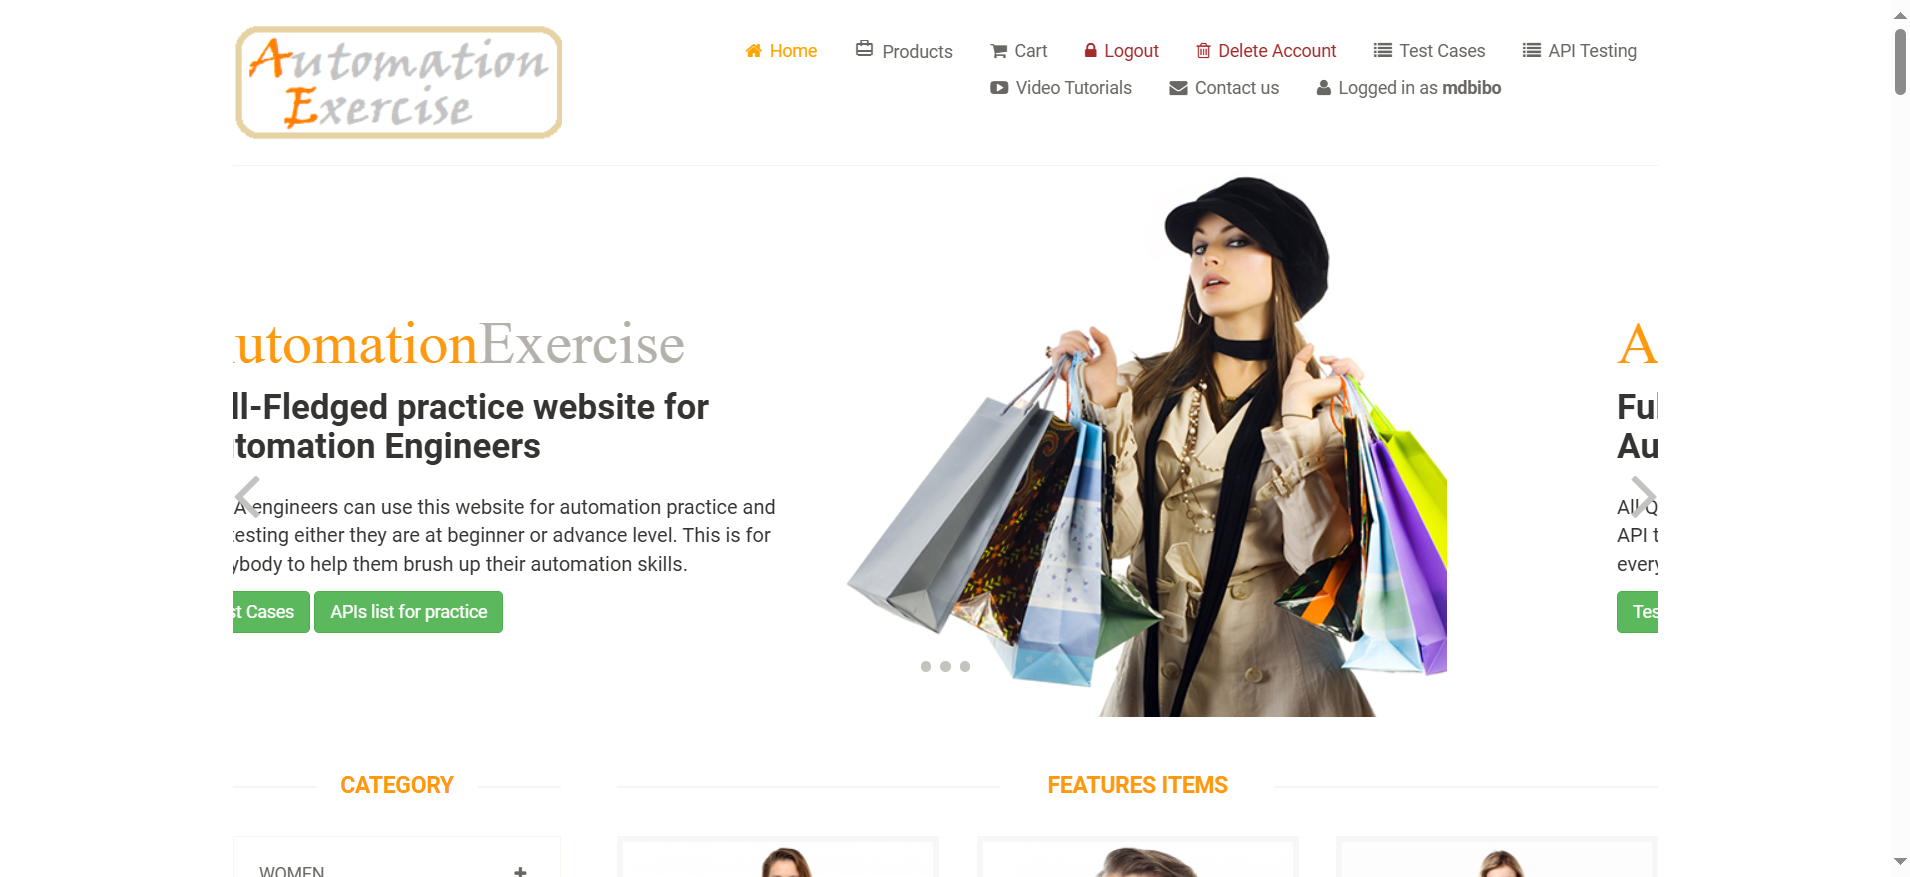 Automation
Exercise
Home Products Cart Logout Delete Account Test Cases API Testing
Video Tutorials Contact us Logged in as mdbibo
utomationExercise
ll-Fledged practice website for
tomation Engineers
A engineers can use this website for automation practice and
testing either they are at beginner or advance level. This is for
ybody to help them brush up their automation skills.
st Cases APIs list for practice
A
Ful
Au
All Q
API t
every
Tes
CATEGORY
FEATURES ITEMS
WOMEN